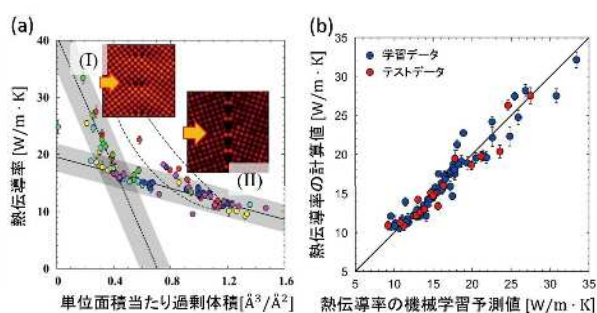 (a)
熱伝導率 [W/m・K]
40
30
20
10
0
(I)
(II)
0
0.4
0.8
1.2
1.6
単位面積当たり過剰体積[Å³/Å²]
(b)
熱伝導率の計算値 [W/m・K]
35
30
25
20
15
10
5
学習データ
テストデータ
5
10
15
20
25
30
35
熱伝導率の機械学習予測値 [W/m・K]